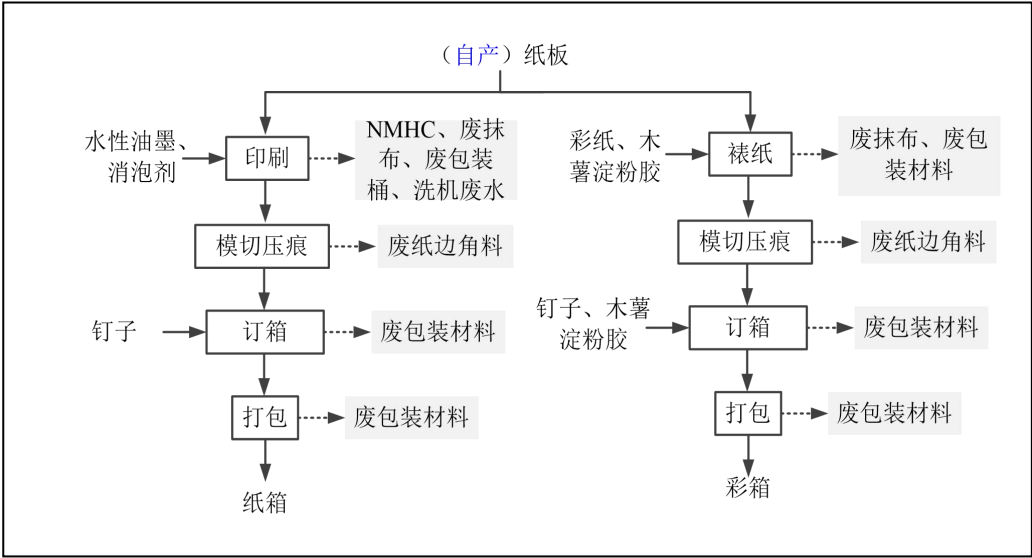 （自产）纸板
水性油墨、
消泡剂
印刷
NMHC、废抹
布、废包装
桶、洗机废水
模切压痕
废纸边角料
钉子
订箱
废包装材料
打包
废包装材料
纸箱
彩纸、木
薯淀粉胶
裱纸
废抹布、废包
装材料
模切压痕
废纸边角料
钉子、木薯
淀粉胶
订箱
废包装材料
打包
废包装材料
彩箱